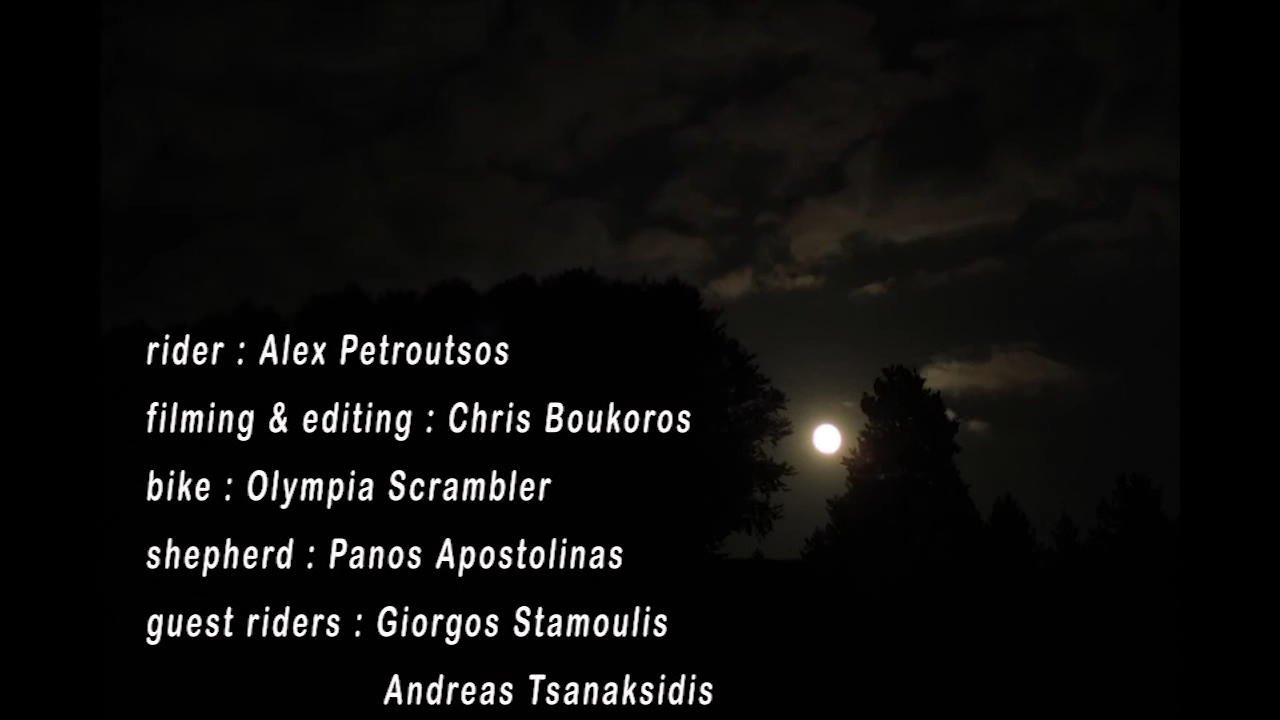 rider : Alex Petroutsos
filming & editing : Chris Boukoros
bike : Olympia Scrambler
shepherd : Panos Apostolinas
guest riders : Giorgos Stamoulis
Andreas Tsanaksidis